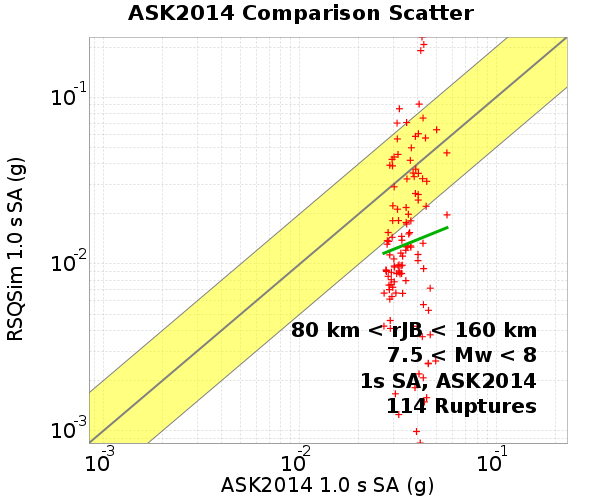 ASK2014 Comparison Scatter
RSQSim 1.0 s SA (g)
10⁻¹
10⁻²
10⁻³
80 km < rJB < 160 km
7.5 < Mw < 8
1s SA, ASK2014
114 Ruptures
10⁻³ 10⁻² 10⁻¹
ASK2014 1.0 s SA (g)